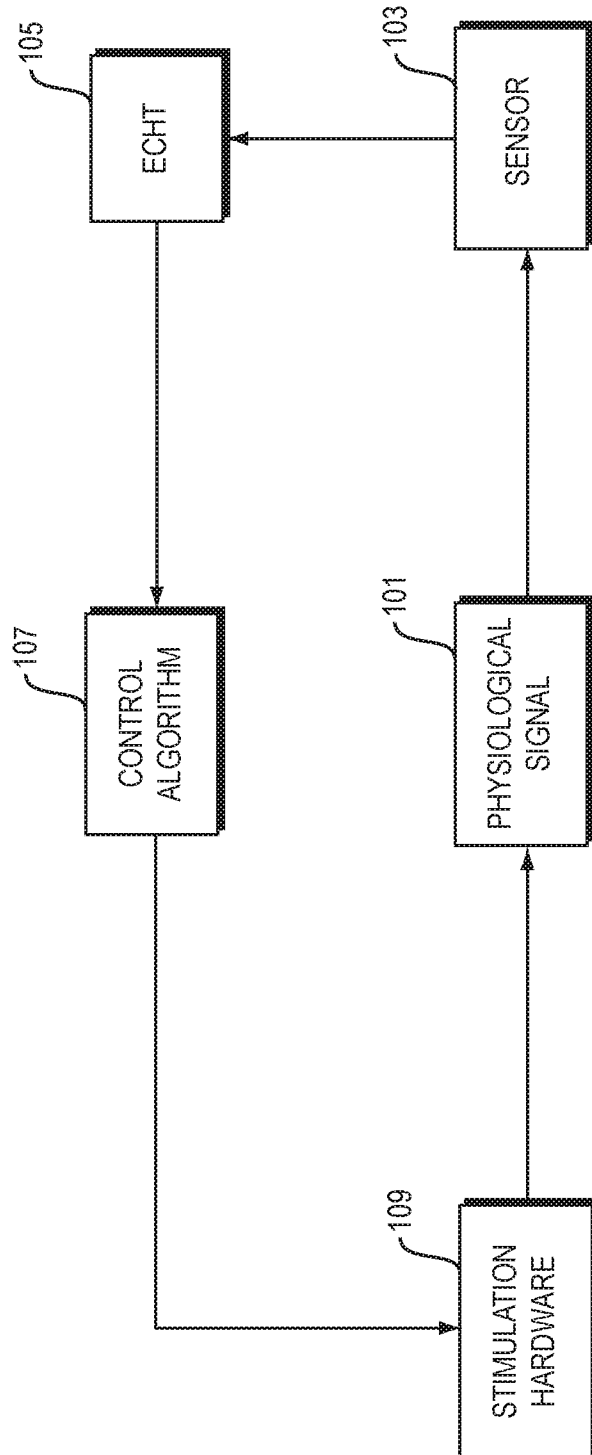 105
ECHT
103
SENSOR
107
CONTROL
ALGORITHM
101
PHYSIOLOGICAL
SIGNAL
109
STIMULATION
HARDWARE